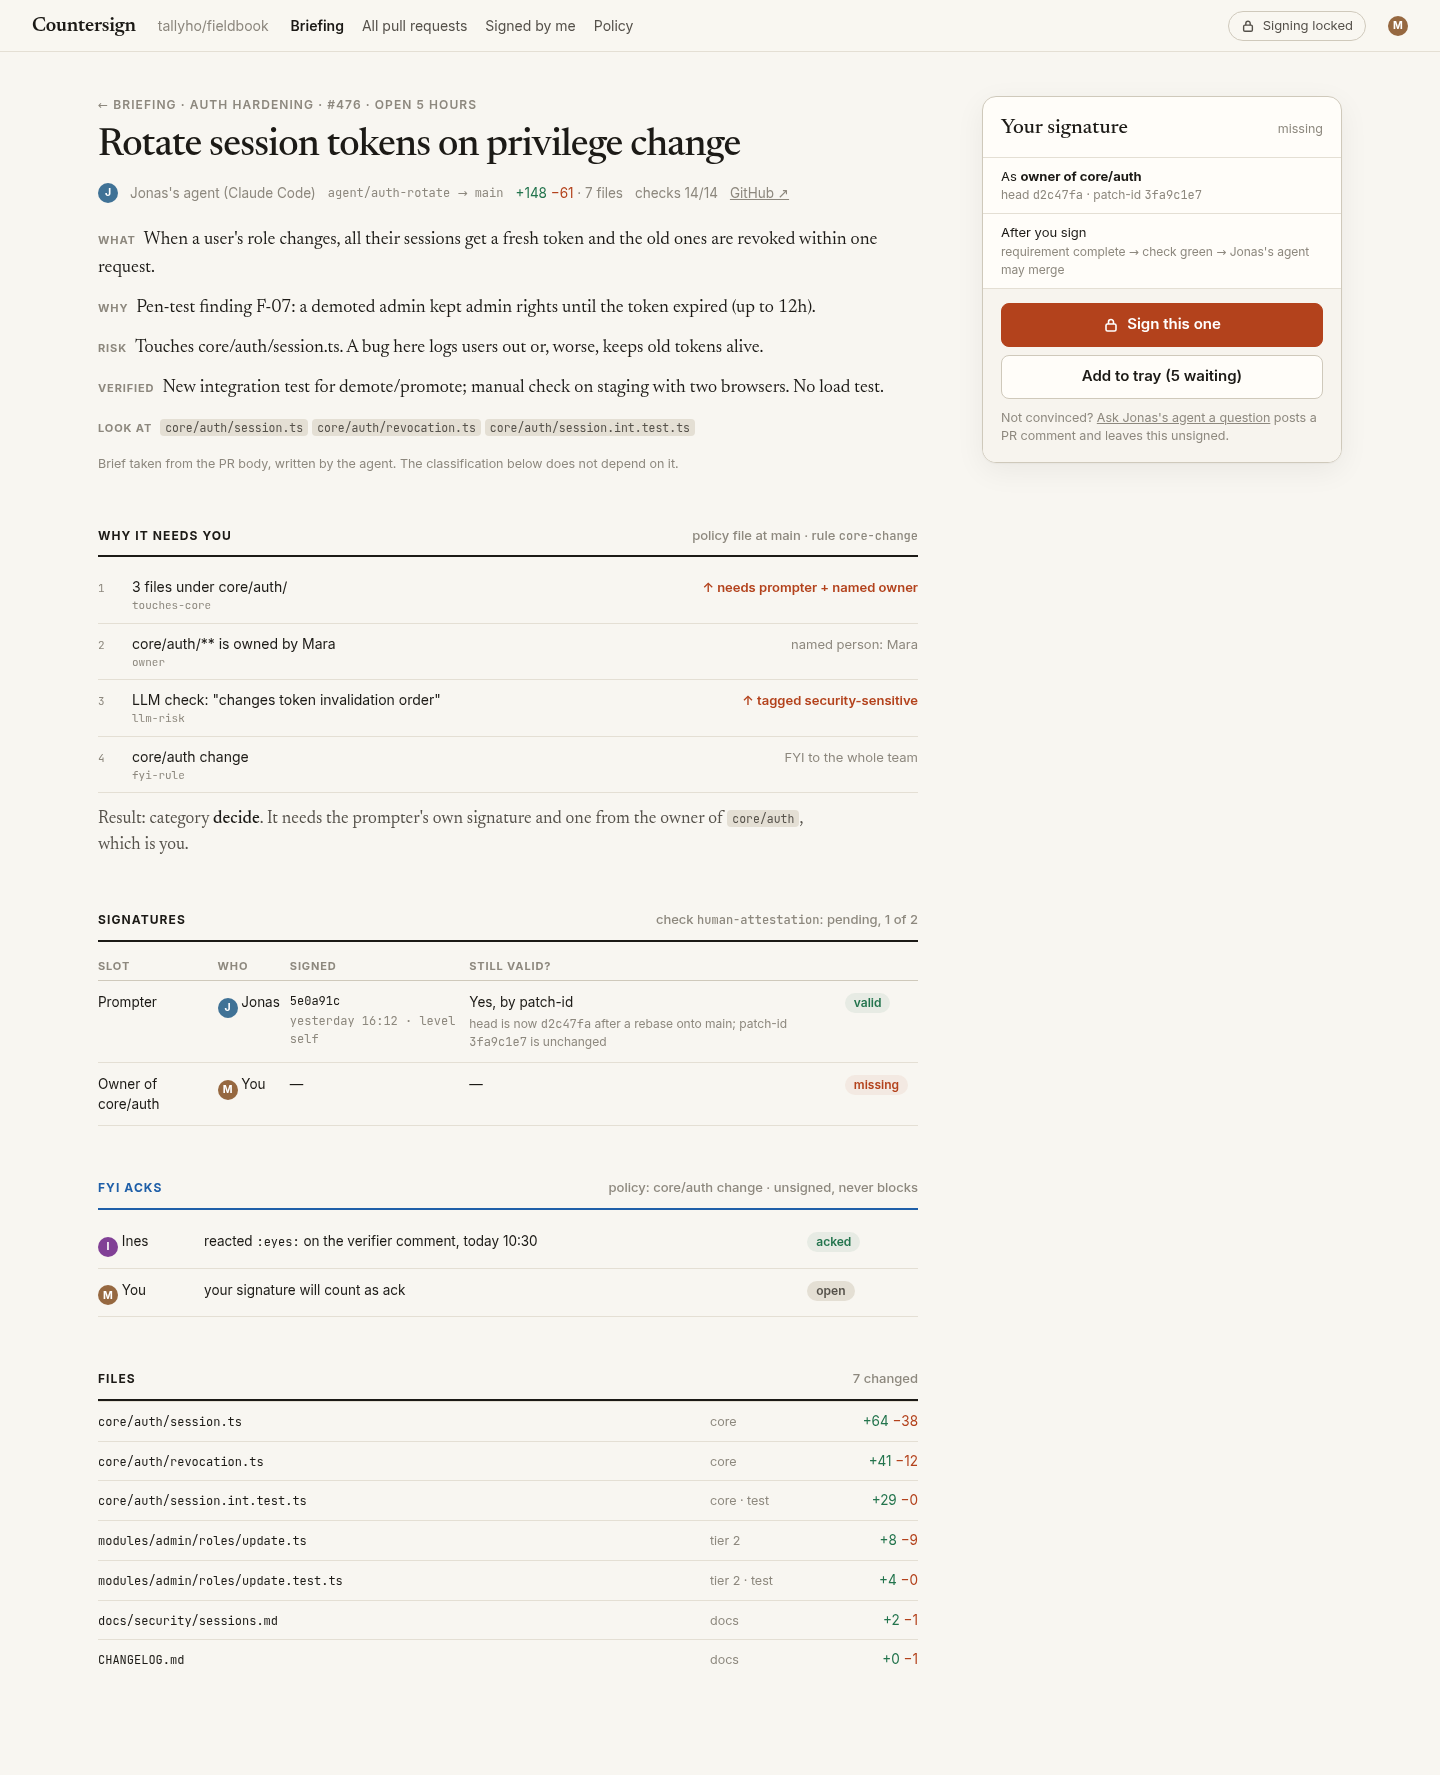 Countersign tallyho/fieldbook Briefing All pull requests Signed by me Policy Signing locked M
← BRIEFING · AUTH HARDENING · #476 · OPEN 5 HOURS
Rotate session tokens on privilege change
J Jonas's agent (Claude Code) agent/auth-rotate → main +148 −61 · 7 files checks 14/14 GitHub ↗
WHAT When a user's role changes, all their sessions get a fresh token and the old ones are revoked within one
request.
WHY Pen-test finding F-07: a demoted admin kept admin rights until the token expired (up to 12h).
RISK Touches core/auth/session.ts. A bug here logs users out or, worse, keeps old tokens alive.
VERIFIED New integration test for demote/promote; manual check on staging with two browsers. No load test.
LOOK AT core/auth/session.ts core/auth/revocation.ts core/auth/session.int.test.ts
Brief taken from the PR body, written by the agent. The classification below does not depend on it.
Your signature missing
As owner of core/auth
head d2c47fa · patch-id 3fa9c1e7
After you sign
requirement complete → check green → Jonas's agent
may merge
Sign this one
Add to tray (5 waiting)
Not convinced? Ask Jonas's agent a question posts a
PR comment and leaves this unsigned.
WHY IT NEEDS YOU policy file at main · rule core-change
1 3 files under core/auth/ ↑ needs prompter + named owner
touches-core
2 core/auth/** is owned by Mara named person: Mara
owner
3 LLM check: "changes token invalidation order" ↑ tagged security-sensitive
llm-risk
4 core/auth change FYI to the whole team
fyi-rule
Result: category decide. It needs the prompter's own signature and one from the owner of core/auth,
which is you.
SIGNATURES check human-attestation: pending, 1 of 2
SLOT WHO SIGNED STILL VALID?
Prompter J Jonas 5e0a91c Yes, by patch-id valid
yesterday 16:12 · level head is now d2c47fa after a rebase onto main; patch-id
self 3fa9c1e7 is unchanged
Owner of M You — — missing
core/auth
FYI ACKS policy: core/auth change · unsigned, never blocks
I Ines reacted :eyes: on the verifier comment, today 10:30 acked
M You your signature will count as ack open
FILES 7 changed
core/auth/session.ts core +64 −38
core/auth/revocation.ts core +41 −12
core/auth/session.int.test.ts core · test +29 −0
modules/admin/roles/update.ts tier 2 +8 −9
modules/admin/roles/update.test.ts tier 2 · test +4 −0
docs/security/sessions.md docs +2 −1
CHANGELOG.md docs +0 −1